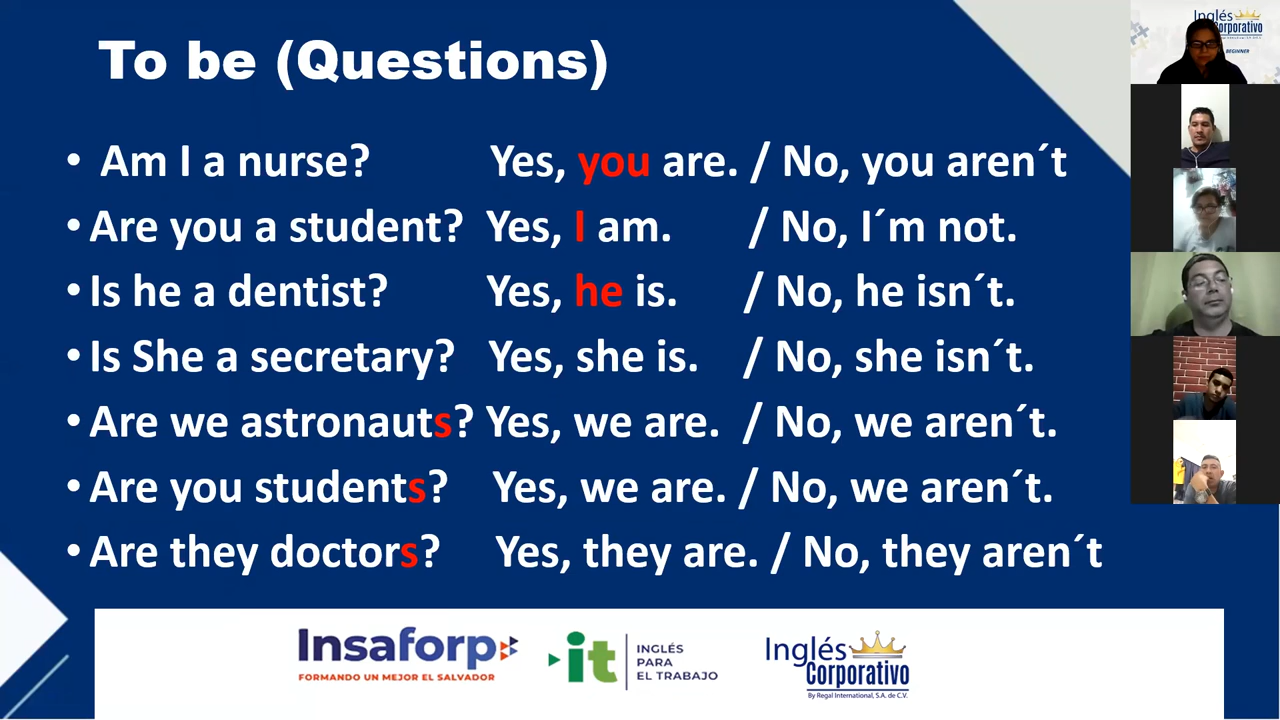 To be (Questions)
• Am I a nurse? Yes, you are. / No, you aren´t
• Are you a student? Yes, I am. / No, I´m not.
• Is he a dentist? Yes, he is. / No, he isn´t.
• Is She a secretary? Yes, she is. / No, she isn´t.
• Are we astronauts? Yes, we are. / No, we aren´t.
• Are you students? Yes, we are. / No, we aren´t.
• Are they doctors? Yes, they are. / No, they aren´t
Insaforp
FORMANDO UN MEJOR EL SALVADOR
it
INGLÉS
PARA
EL TRABAJO
Inglés
Corporativo
By Regal International, S.A. de C.V.
Inglés
Corporativo
BEGINNER